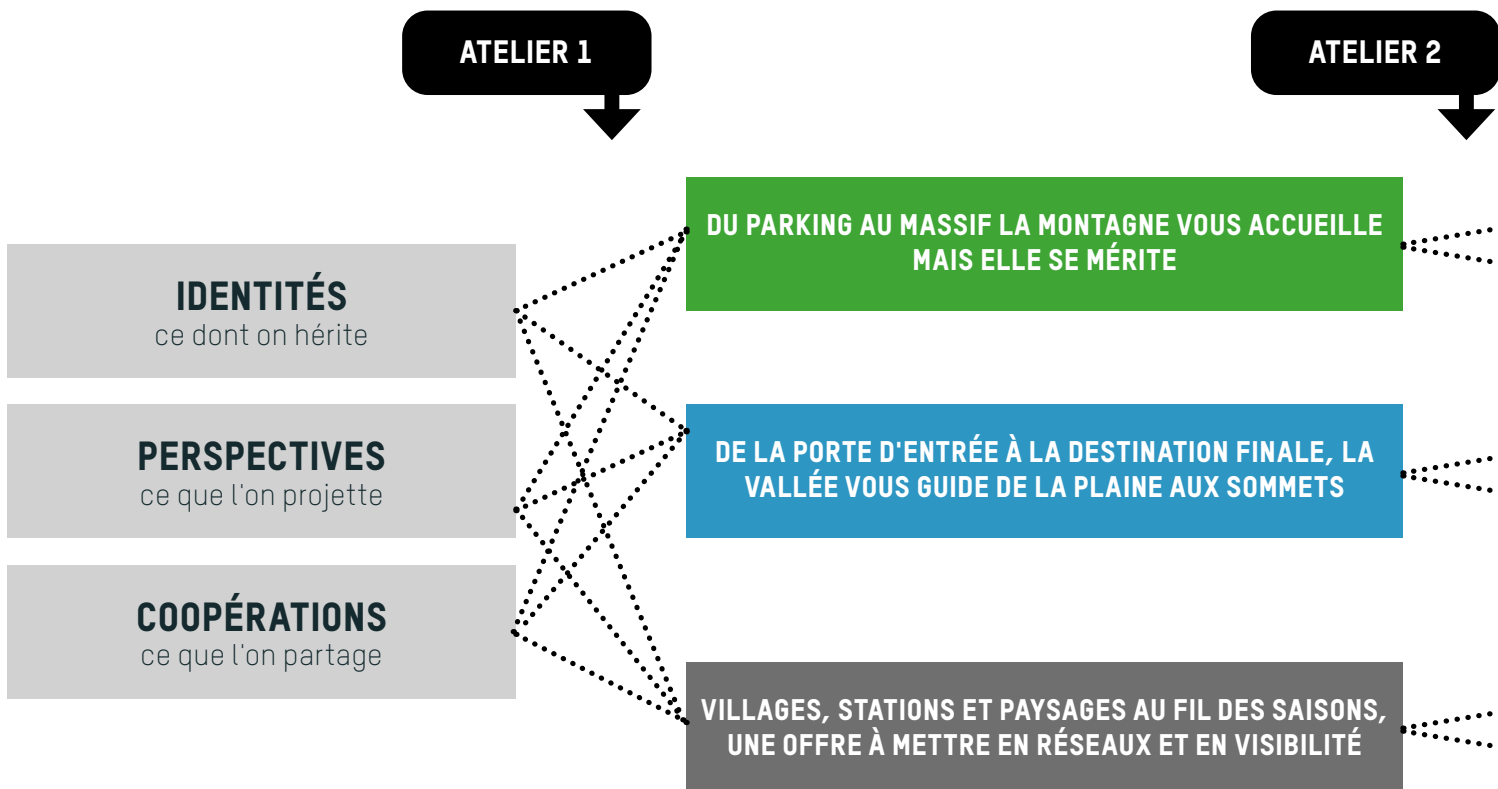 ATELIER 1
ATELIER 2
IDENTITÉS
ce dont on hérite
PERSPECTIVES
ce que l'on projette
COOPÉRATIONS
ce que l'on partage
DU PARKING AU MASSIF LA MONTAGNE VOUS ACCUEILLE
MAIS ELLE SE MÉRITE
DE LA PORTE D'ENTRÉE À LA DESTINATION FINALE, LA
VALLÉE VOUS GUIDE DE LA PLAINE AUX SOMMETS
VILLAGES, STATIONS ET PAYSAGES AU FIL DES SAISONS,
UNE OFFRE À METTRE EN RÉSEAUX ET EN VISIBILITÉ